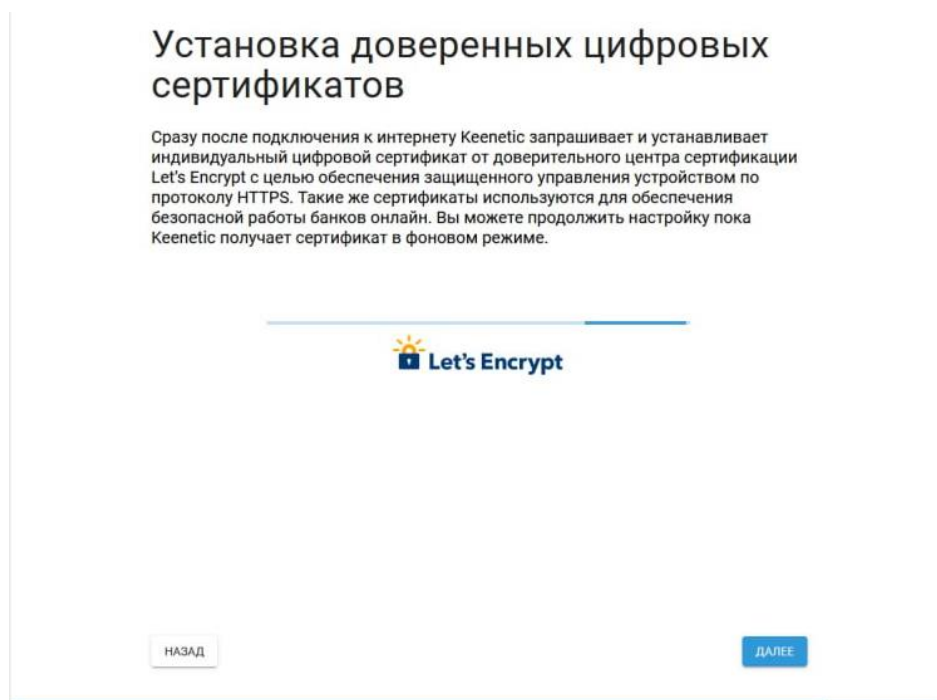 Установка доверенных цифровых
сертификатов
Сразу после подключения к интернету Keenetic запрашивает и устанавливает
индивидуальный цифровой сертификат от доверительного центра сертификации
Let's Encrypt с целью обеспечения защищенного управления устройством по
протоколу HTTPS. Такие же сертификаты используются для обеспечения
безопасной работы банков онлайн. Вы можете продолжить настройку пока
Keenetic получает сертификат в фоновом режиме.
Let's Encrypt
НАЗАД
ДАЛЕЕ